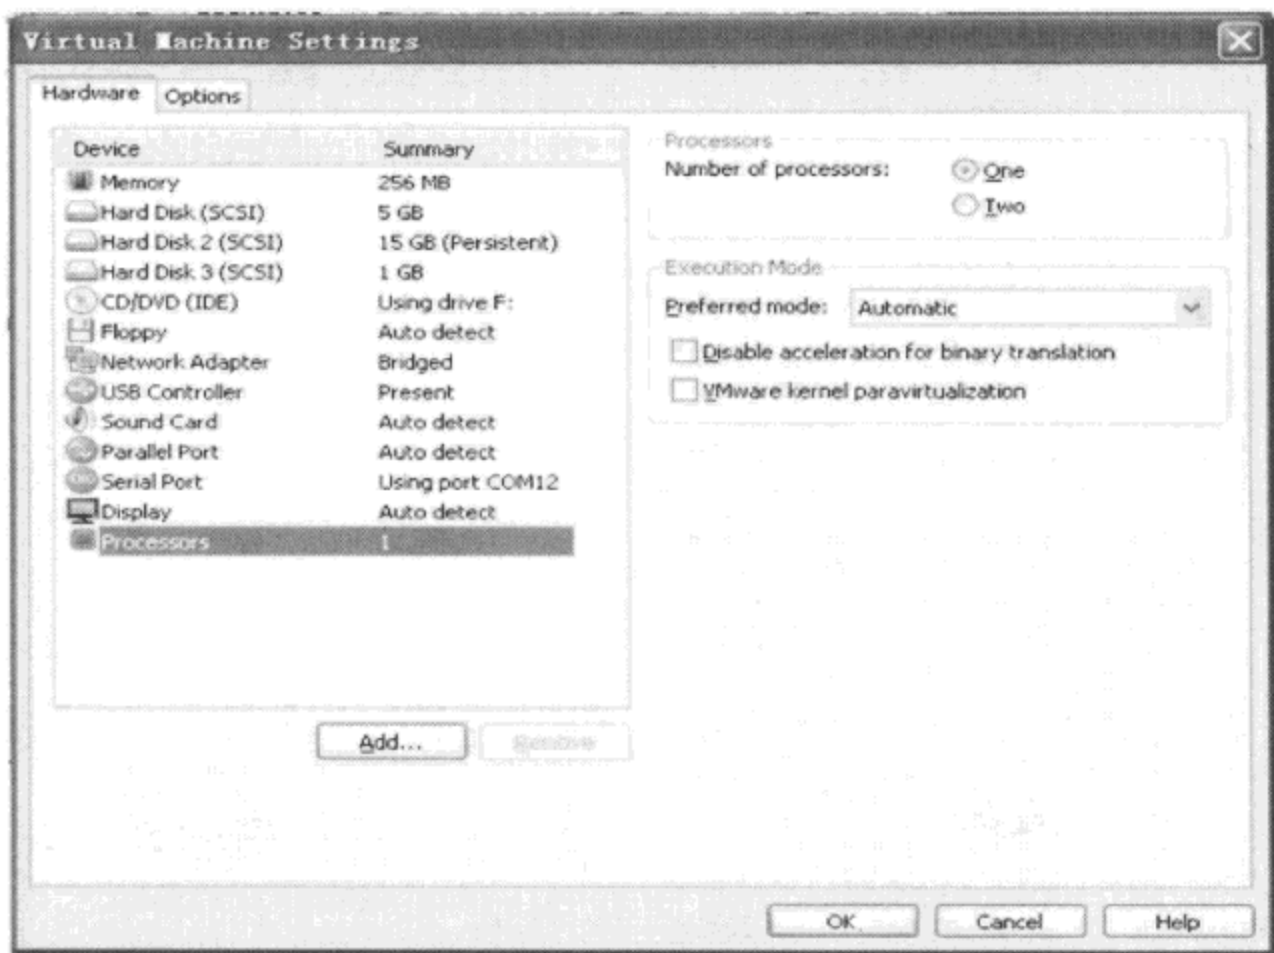 Virtual Machine Settings
Hardware Options
Device Summary
Memory 256 MB
Hard Disk (SCSI) 5 GB
Hard Disk 2 (SCSI) 15 GB (Persistent)
Hard Disk 3 (SCSI) 1 GB
CD/DVD (IDE) Using drive F:
Floppy Auto detect
Network Adapter Bridged
USB Controller Present
Sound Card Auto detect
Parallel Port Auto detect
Serial Port Using port COM12
Display Auto detect
Processors 1
Add... Remove
Processors
Number of processors: One
Two
Execution Mode
Preferred mode: Automatic
Disable acceleration for binary translation
VMware kernel paravirtualization
OK Cancel Help